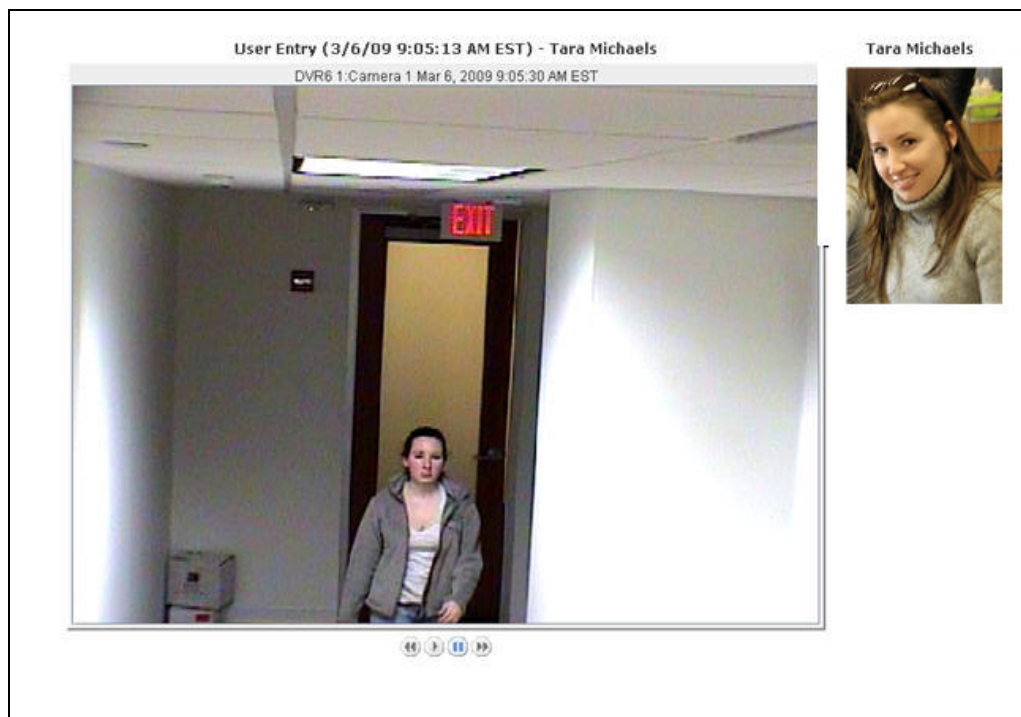 User Entry (3/6/09 9:05:13 AM EST) - Tara Michaels
Tara Michaels
DVR6 1:Camera 1 Mar 6, 2009 9:05:30 AM EST
EXIT